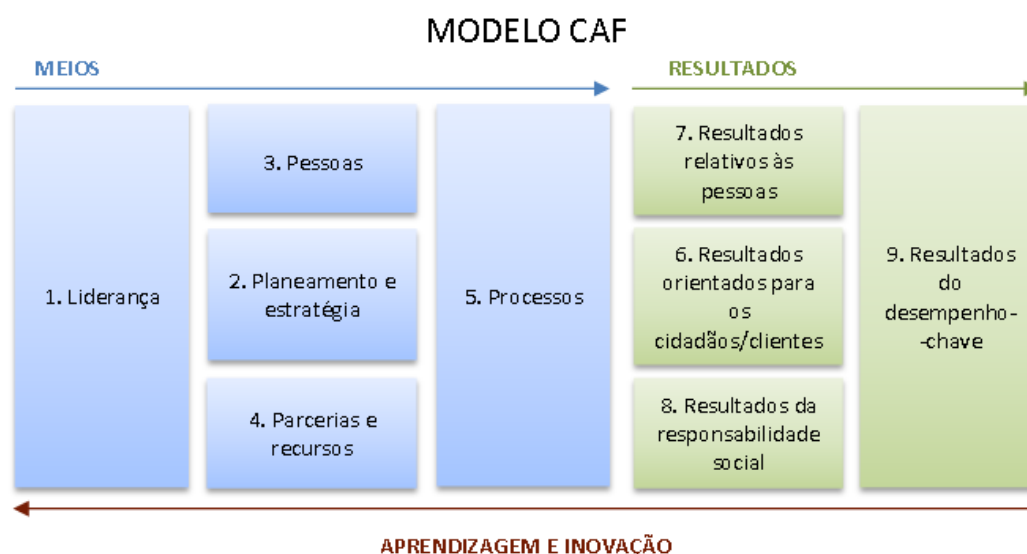 MODELO CAF
MEIOS
RESULTADOS
1. Liderança
3. Pessoas
2. Planeamento e
estratégia
4. Parcerias e
recursos
5. Processos
7. Resultados
relativos às
pessoas
6. Resultados
orientados para
os
cidadãos/clientes
8. Resultados da
responsabilidade
social
9. Resultados
do
desempenho-
-chave
APRENDIZAGEM E INOVAÇÃO